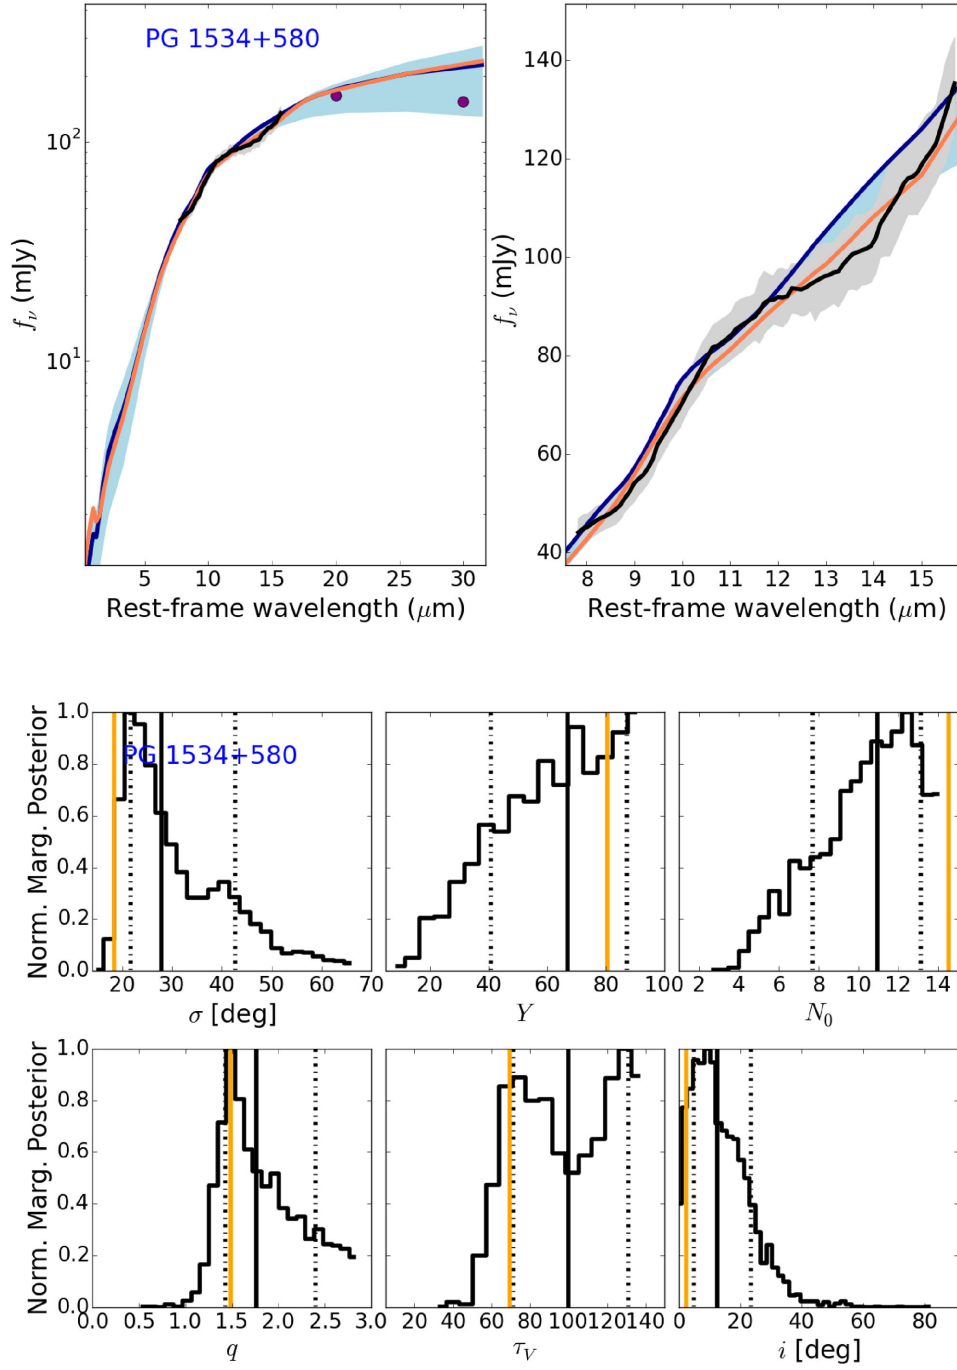 PG 1534+580
10²
10¹
f_ν (mJy)
5 10 15 20 25 30
Rest-frame wavelength (μm)
140
120
100
80
60
40
f_ν (mJy)
8 9 10 11 12 13 14 15
Rest-frame wavelength (μm)
PG 1534+580
1.0
0.8
0.6
0.4
0.2
0.0
Norm. Marg. Posterior
20 30 40 50 60 70
σ [deg]
20 40 60 80 100
Y
2 4 6 8 10 12 14
N₀
1.0
0.8
0.6
0.4
0.2
0.0
Norm. Marg. Posterior
0.0 0.5 1.0 1.5 2.0 2.5 3.0
q
20 40 60 80 100 120 140
τ_V
0 20 40 60 80
i [deg]